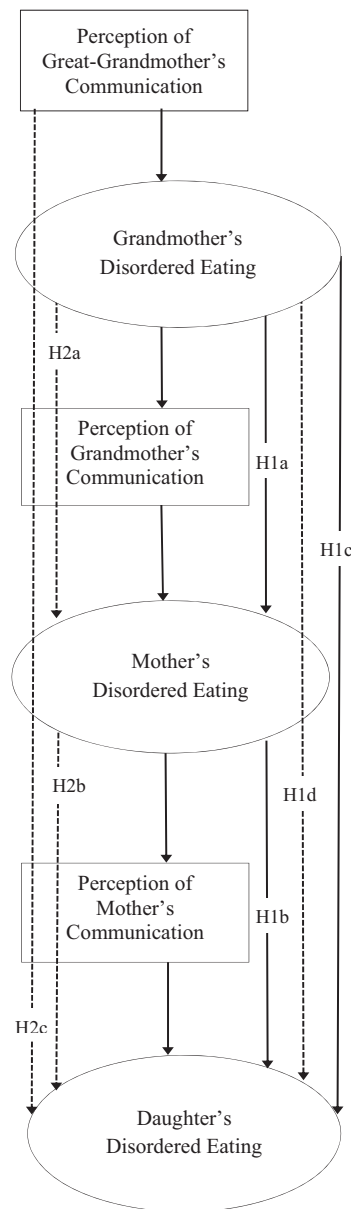 Perception of
Great-Grandmother's
Communication
Grandmother's
Disordered Eating
H2a
Perception of
Grandmother's
Communication
H1a
H1c
Mother's
Disordered Eating
H2b
H1d
Perception of
Mother's
Communication
H1b
H2c
Daughter's
Disordered Eating